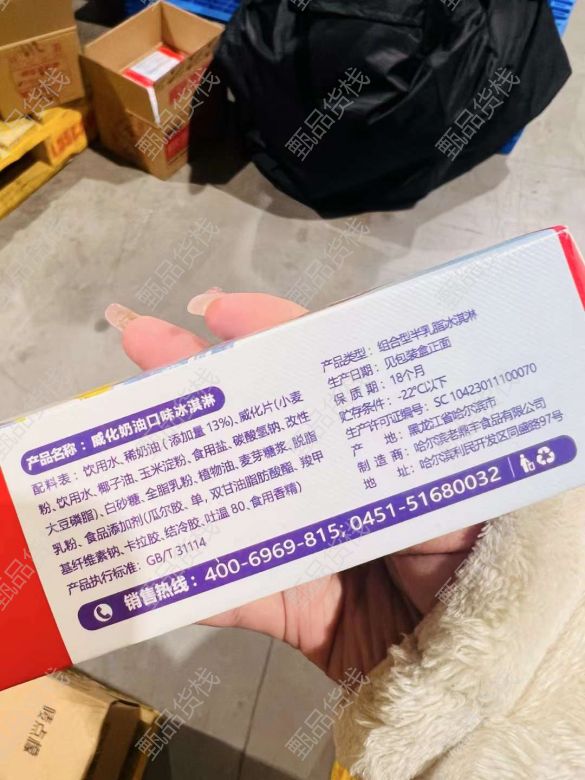 产品名称：威化奶油口味冰淇淋
配料表：饮用水、稀奶油（添加量13%）、威化片(小麦
粉、饮用水、椰子油、玉米淀粉、食用盐、碳酸氢钠、改性
大豆磷脂)、白砂糖、全脂乳粉、植物油、麦芽糖浆、脱脂
乳粉、食品添加剂(瓜尔胶、单，双甘油脂肪酸酯、羧甲
基纤维素钠、卡拉胶、结冷胶、吐温80、食用香精)
产品执行标准：GB/T 31114
产品类型：组合型半乳脂冰淇淋
生产日期：见包装盒正面
保质期：18个月
贮存条件：-22℃以下
生产许可证编号：SC 10423011100070
产地：黑龙江省哈尔滨市
制造商：哈尔滨老鼎丰食品有限公司
地址：哈尔滨利民开发区同盛路97号
销售热线：400-6969-815; 0451-51680032
甄品货栈